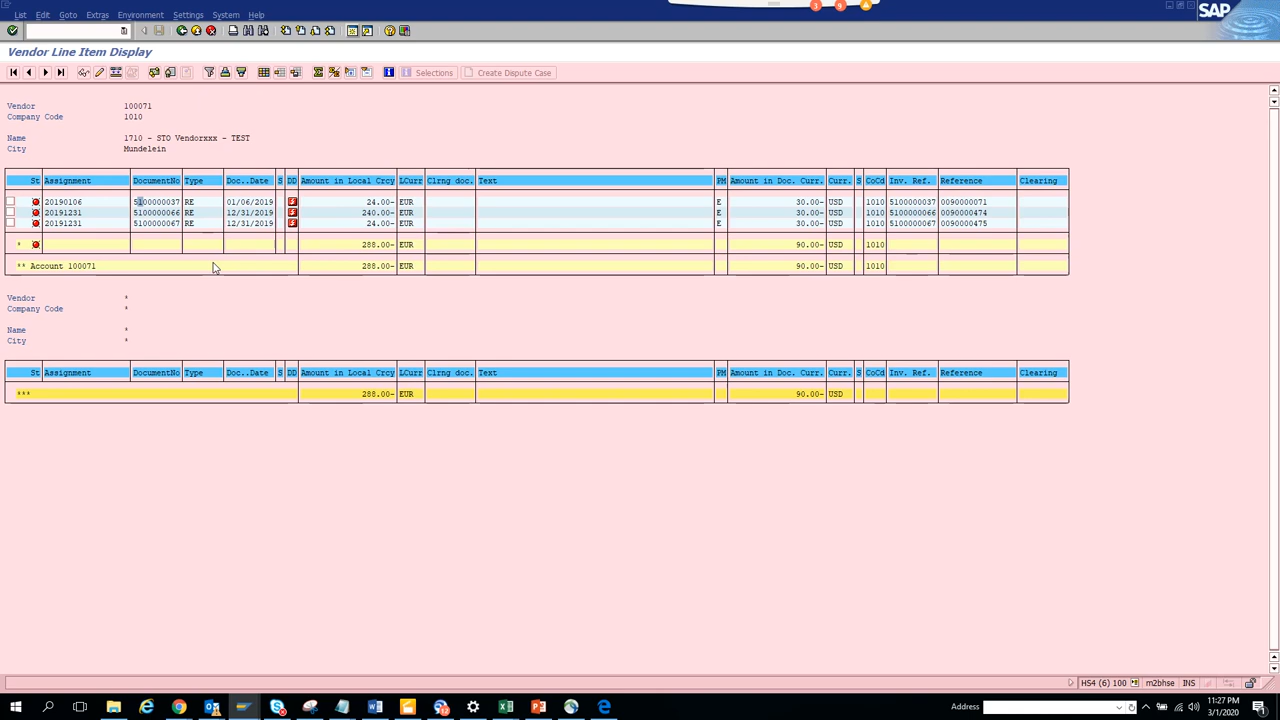 List Edit Goto Extras Environment Settings System Help
3 9
SAP
Vendor Line Item Display
Selections Create Dispute Case
Vendor 100071
Company Code 1010
Name 1710 - STO Vendorxxx - TEST
City Mundelein
St Assignment DocumentNo Type Doc..Date S DD Amount in Local Crcy LCurr Clrng doc. Text PM Amount in Doc. Curr. Curr. S CoCd Inv. Ref. Reference Clearing
20190106 5100000037 RE 01/06/2019 24.00- EUR E 30.00- USD 1010 5100000037 0090000071
20191231 5100000066 RE 12/31/2019 240.00- EUR E 30.00- USD 1010 5100000066 0090000474
20191231 5100000067 RE 12/31/2019 24.00- EUR E 30.00- USD 1010 5100000067 0090000475
* 288.00- EUR 90.00- USD 1010
** Account 100071 288.00- EUR 90.00- USD 1010
Vendor *
Company Code *
Name *
City *
St Assignment DocumentNo Type Doc..Date S DD Amount in Local Crcy LCurr Clrng doc. Text PM Amount in Doc. Curr. Curr. S CoCd Inv. Ref. Reference Clearing
*** 288.00- EUR 90.00- USD
HS4 (6) 100 m2bhse INS
Address 11:27 PM
3/1/2020